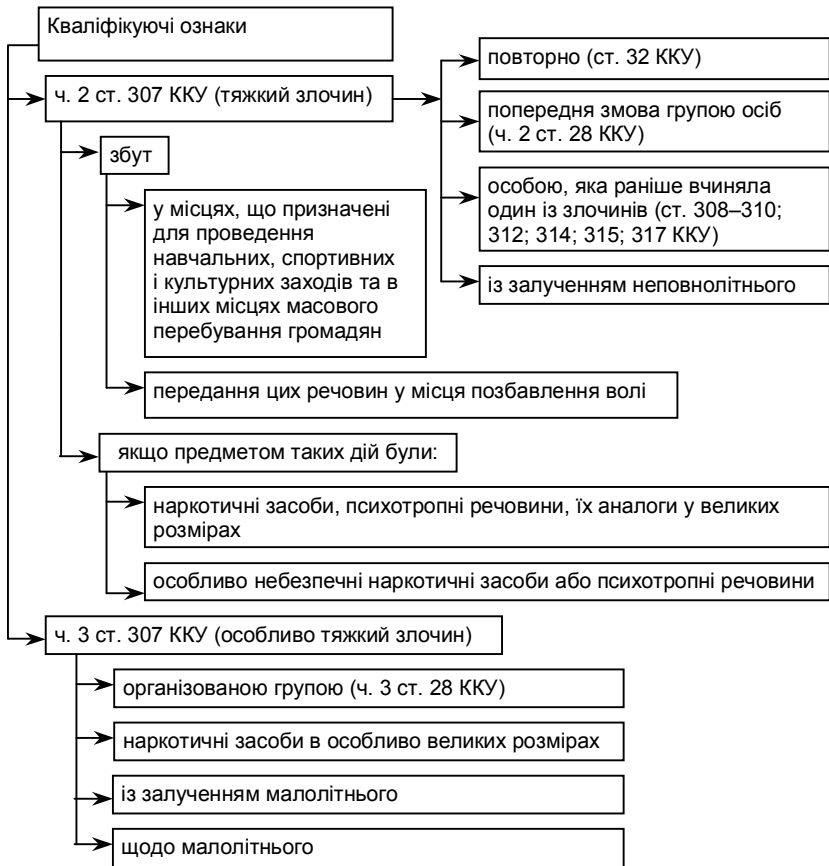 Кваліфікуючі ознаки
ч. 2 ст. 307 ККУ (тяжкий злочин)
повторно (ст. 32 ККУ)
попередня змова групою осіб
(ч. 2 ст. 28 ККУ)
особою, яка раніше вчиняла
один із злочинів (ст. 308–310;
312; 314; 315; 317 ККУ)
із залученням неповнолітнього
збут
у місцях, що призначені
для проведення
навчальних, спортивних
і культурних заходів та в
інших місцях масового
перебування громадян
передання цих речовин у місця позбавлення волі
якщо предметом таких дій були:
наркотичні засоби, психотропні речовини, їх аналоги у великих
розмірах
особливо небезпечні наркотичні засоби або психотропні речовини
ч. 3 ст. 307 ККУ (особливо тяжкий злочин)
організованою групою (ч. 3 ст. 28 ККУ)
наркотичні засоби в особливо великих розмірах
із залученням малолітнього
щодо малолітнього